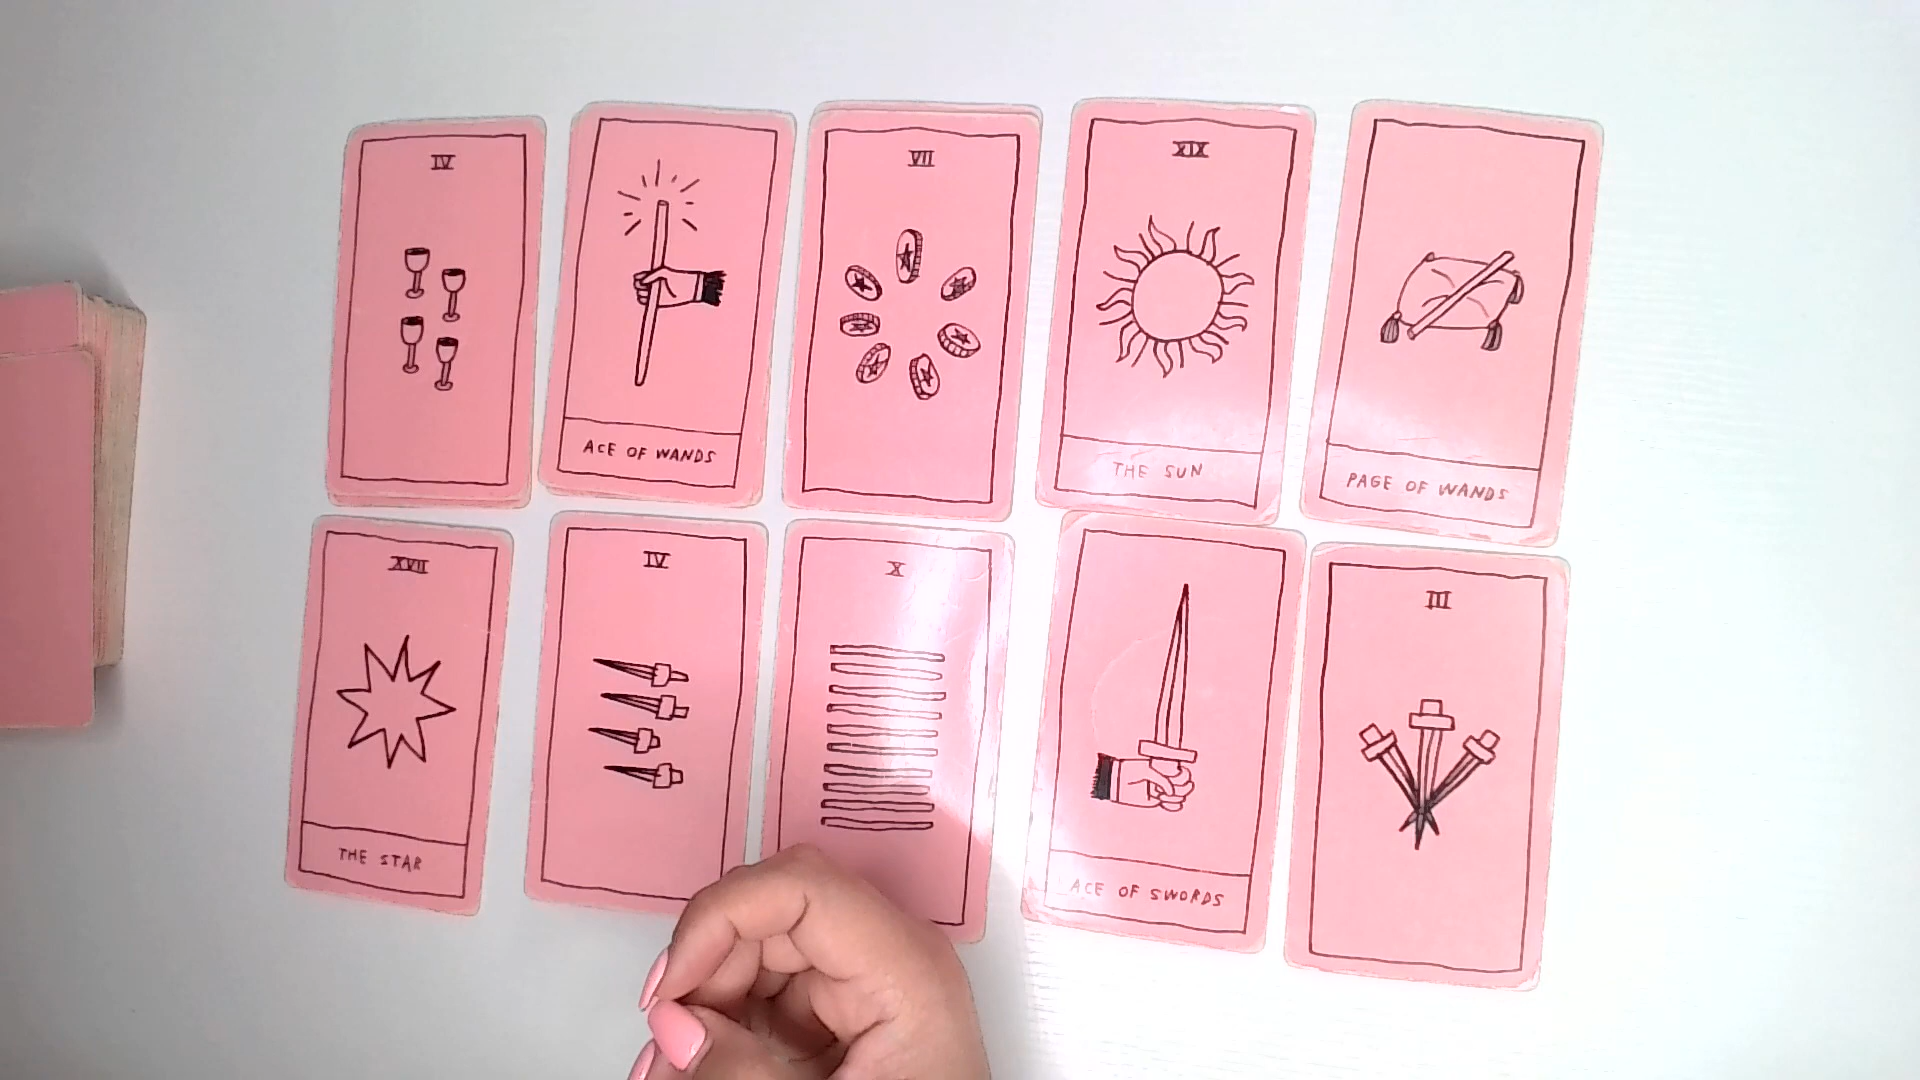 IV
ACE OF WANDS
VII
XIX
THE SUN
PAGE OF WANDS
XVII
THE STAR
IV
X
ACE OF SWORDS
III